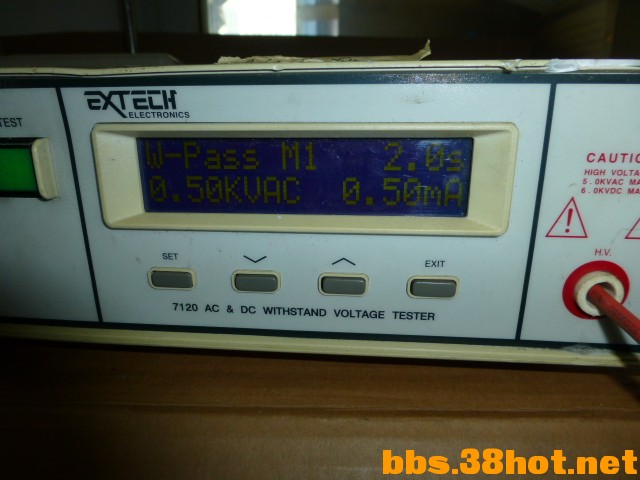 TEST
EXTECH
ELECTRONICS
W-Pass M1 2.0s
0.50KVAC 0.50mA
SET
EXIT
7120 AC & DC WITHSTAND VOLTAGE TESTER
CAUTIO
HIGH VOLTA
5.0KVAC MA
6.0KVDC MA
H.V.
bbs.38hot.net